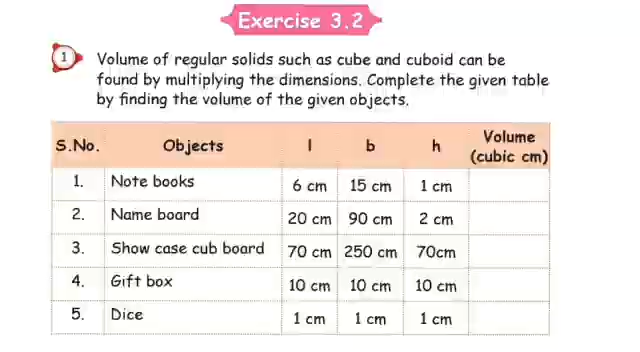 Exercise 3.2
1 Volume of regular solids such as cube and cuboid can be
found by multiplying the dimensions. Complete the given table
by finding the volume of the given objects.
S.No. Objects l b h Volume (cubic cm)
1. Note books 6 cm 15 cm 1 cm
2. Name board 20 cm 90 cm 2 cm
3. Show case cub board 70 cm 250 cm 70cm
4. Gift box 10 cm 10 cm 10 cm
5. Dice 1 cm 1 cm 1 cm